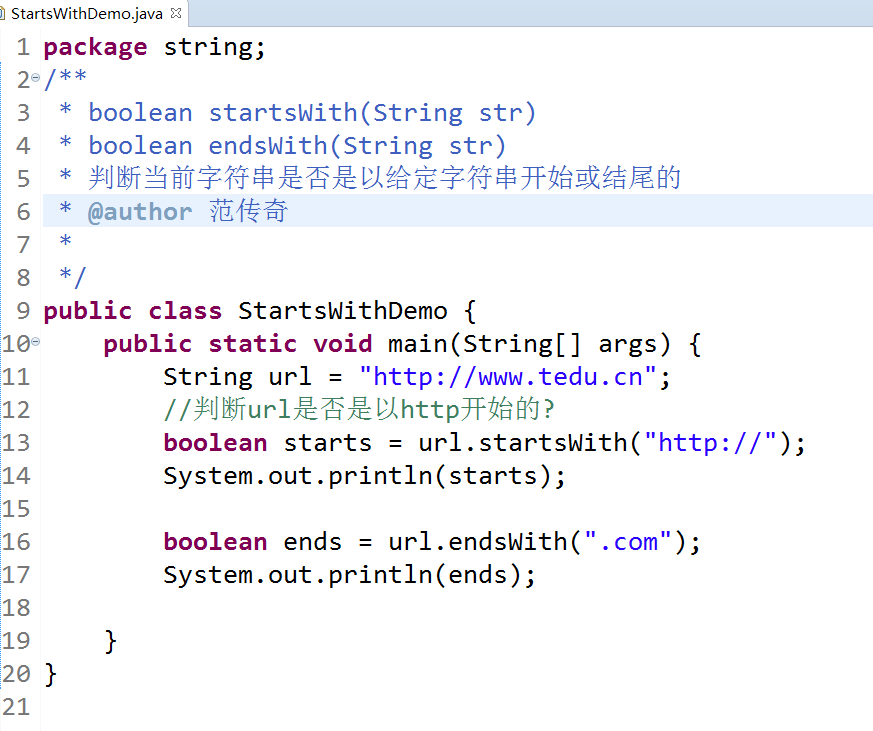 StartsWithDemo.java
1 package string;
2 /**
3  * boolean startsWith(String str)
4  * boolean endsWith(String str)
5  * 判断当前字符串是否是以给定字符串开始或结尾的
6  * @author 范传奇
7  *
8  */
9 public class StartsWithDemo {
10     public static void main(String[] args) {
11         String url = "http://www.tedu.cn";
12         //判断url是否是以http开始的?
13         boolean starts = url.startsWith("http://");
14         System.out.println(starts);
15
16         boolean ends = url.endsWith(".com");
17         System.out.println(ends);
18
19     }
20 }
21